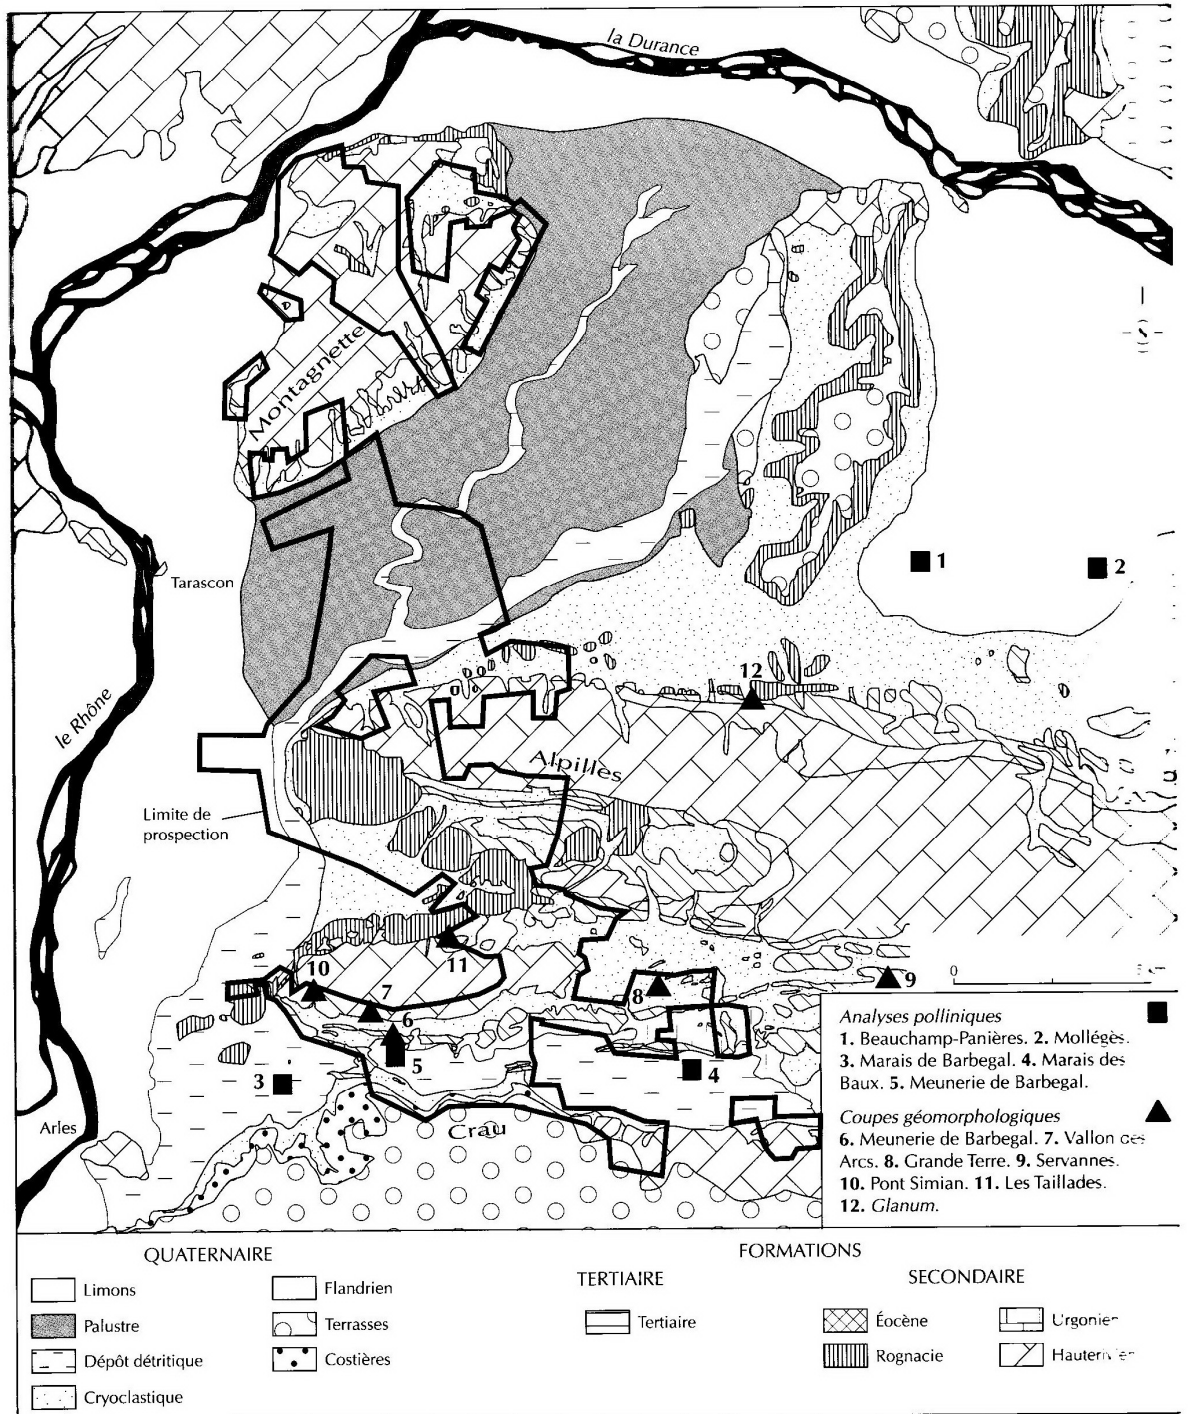 la Durance
Montagnette
1
2
Tarascon
12
le Rhône
Alpilles
Limite de
prospection
10
11
9
7
8
0
6
5
4
3
Arles
Crau
Analyses polliniques
1. Beauchamp-Panières. 2. Mollégès.
3. Marais de Barbegal. 4. Marais des
Baux. 5. Meunerie de Barbegal.
Coupes géomorphologiques
6. Meunerie de Barbegal. 7. Vallon des
Arcs. 8. Grande Terre. 9. Servannes.
10. Pont Simian. 11. Les Taillades.
12. Glanum.
QUATERNAIRE
FORMATIONS
TERTIAIRE
SECONDAIRE
Limons
Flandrien
Tertiaire
Éocène
Urgonien
Palustre
Terrasses
Rognacie
Hauterivien
Dépôt détritique
Costières
Cryoclastique